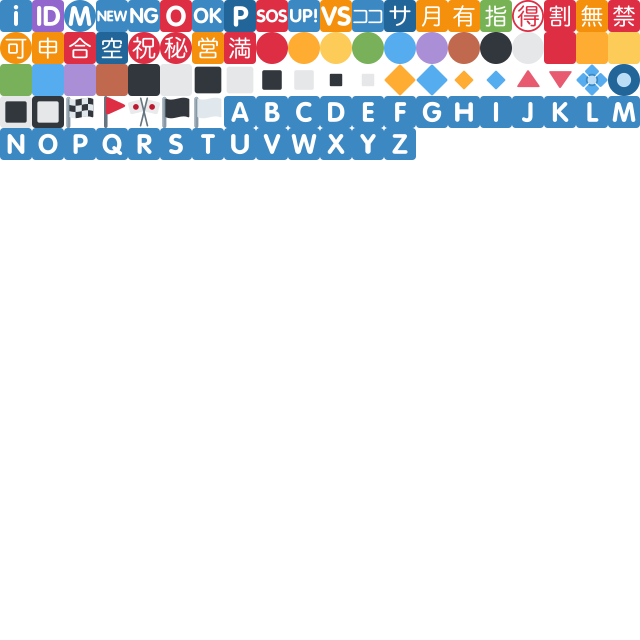 i ID M NEW NG O OK P SOS UP! VS ココ サ 月 有 指 得 割 無 禁
可 申 合 空 祝 秘 営 満
A B C D E F G H I J K L M
N O P Q R S T U V W X Y Z